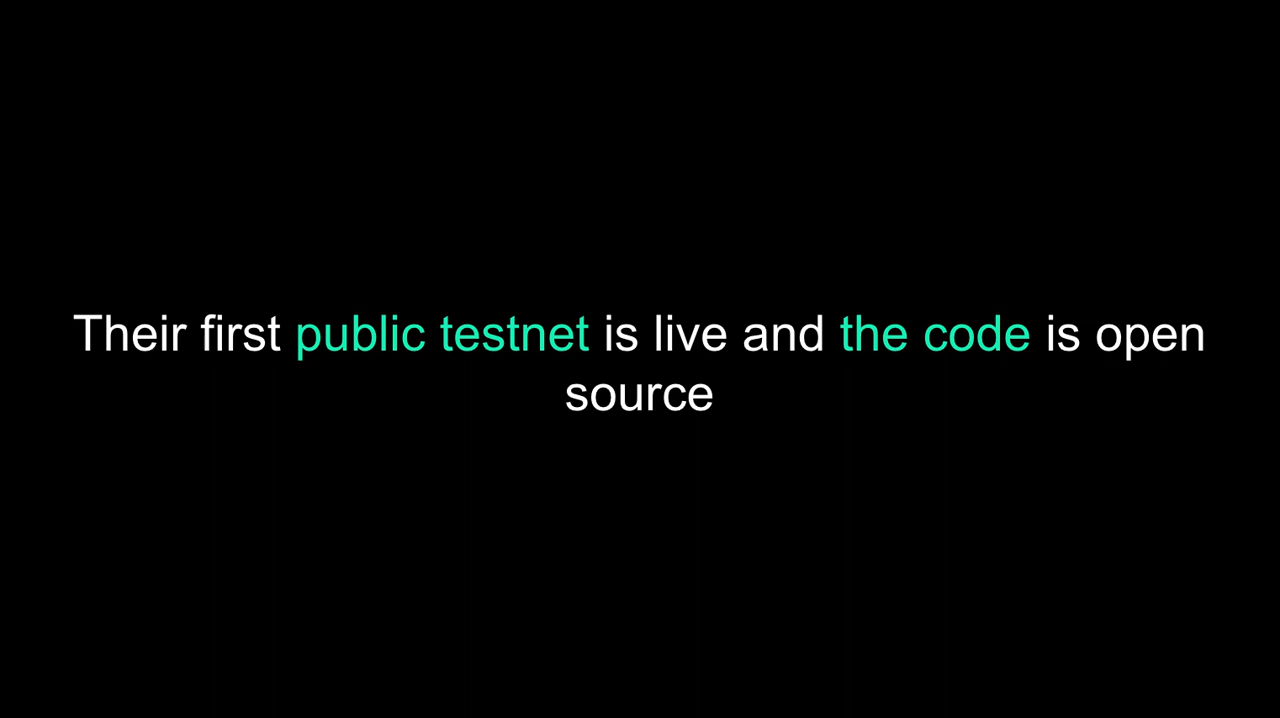 Their first public testnet is live and the code is open
source